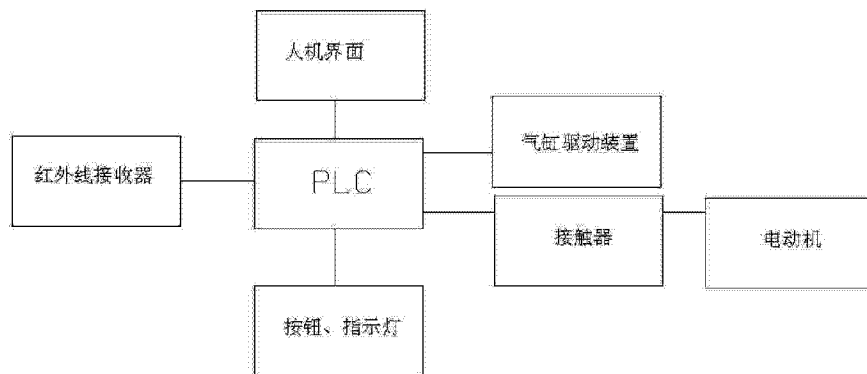 人机界面
气缸驱动装置
红外线接收器
PLC
接触器
电动机
按钮、指示灯